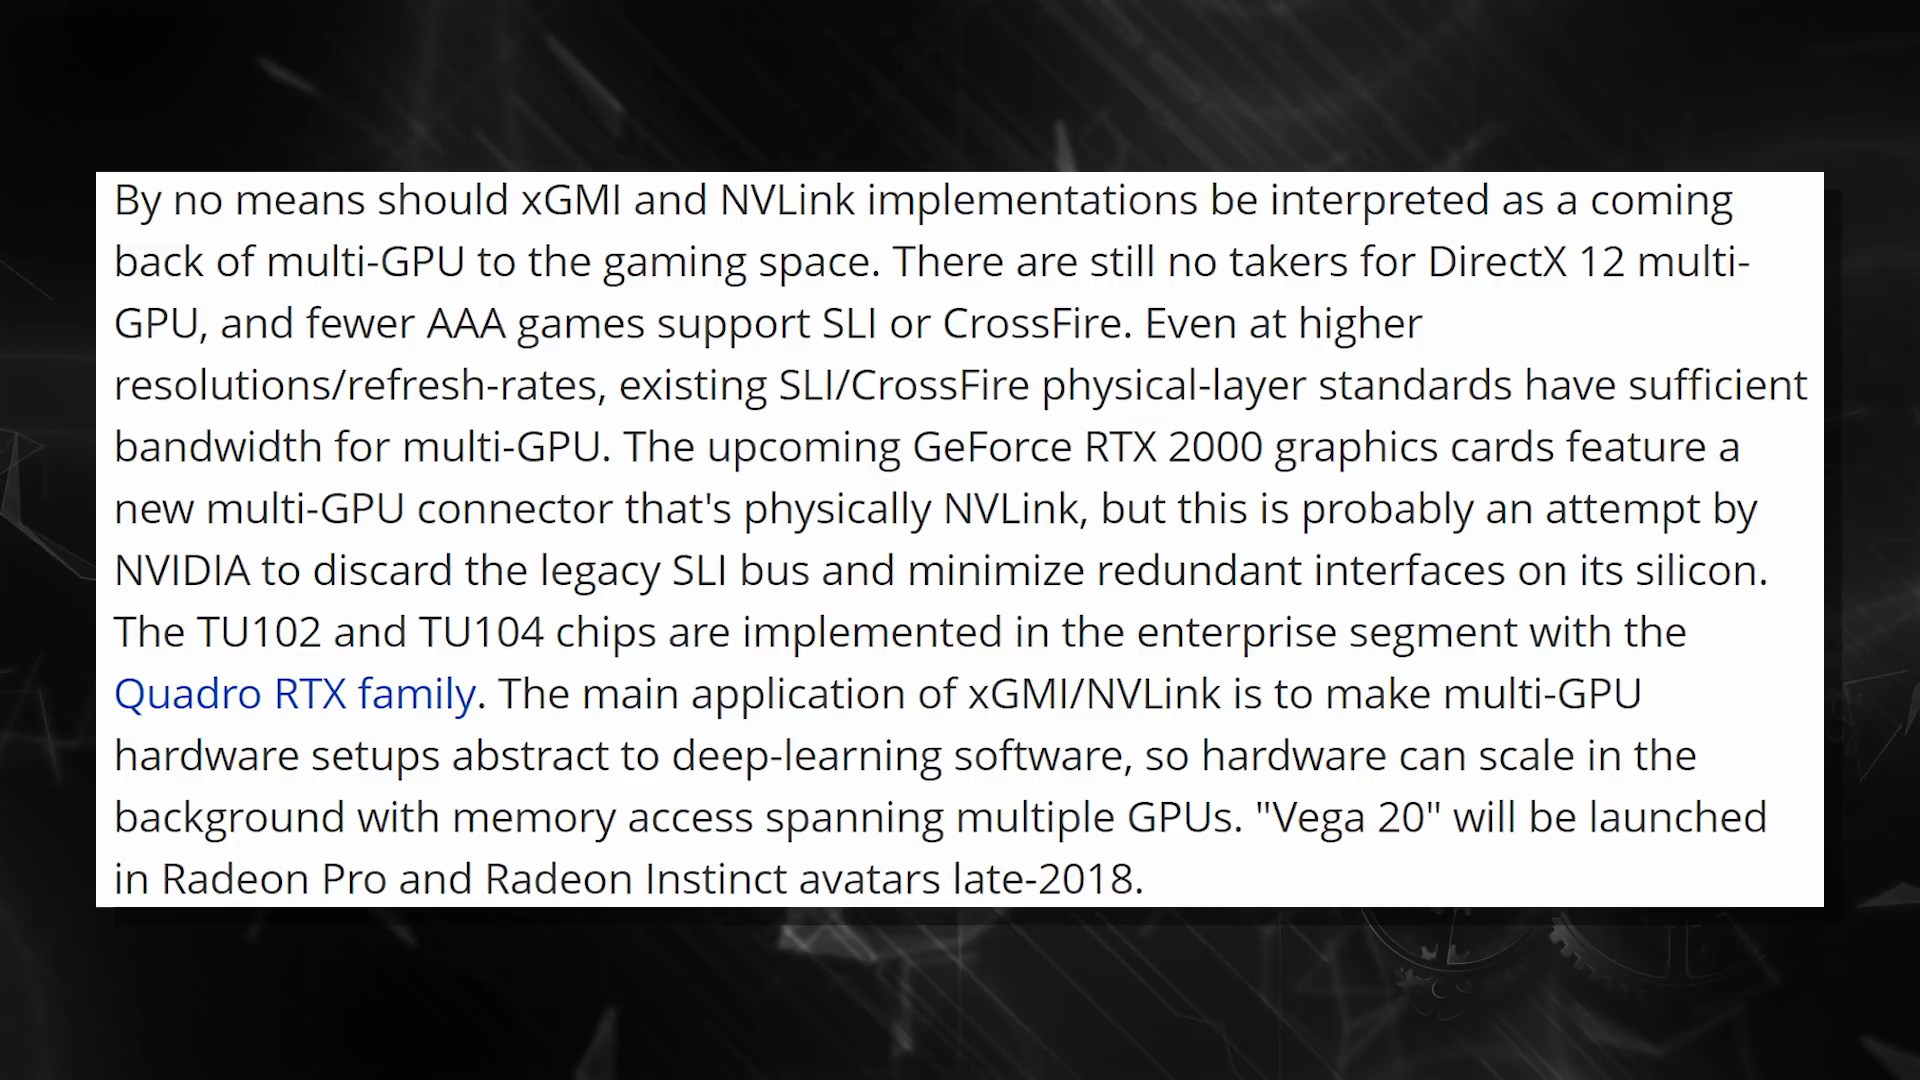 By no means should xGMI and NVLink implementations be interpreted as a coming
back of multi-GPU to the gaming space. There are still no takers for DirectX 12 multi-
GPU, and fewer AAA games support SLI or CrossFire. Even at higher
resolutions/refresh-rates, existing SLI/CrossFire physical-layer standards have sufficient
bandwidth for multi-GPU. The upcoming GeForce RTX 2000 graphics cards feature a
new multi-GPU connector that's physically NVLink, but this is probably an attempt by
NVIDIA to discard the legacy SLI bus and minimize redundant interfaces on its silicon.
The TU102 and TU104 chips are implemented in the enterprise segment with the
Quadro RTX family. The main application of xGMI/NVLink is to make multi-GPU
hardware setups abstract to deep-learning software, so hardware can scale in the
background with memory access spanning multiple GPUs. "Vega 20" will be launched
in Radeon Pro and Radeon Instinct avatars late-2018.